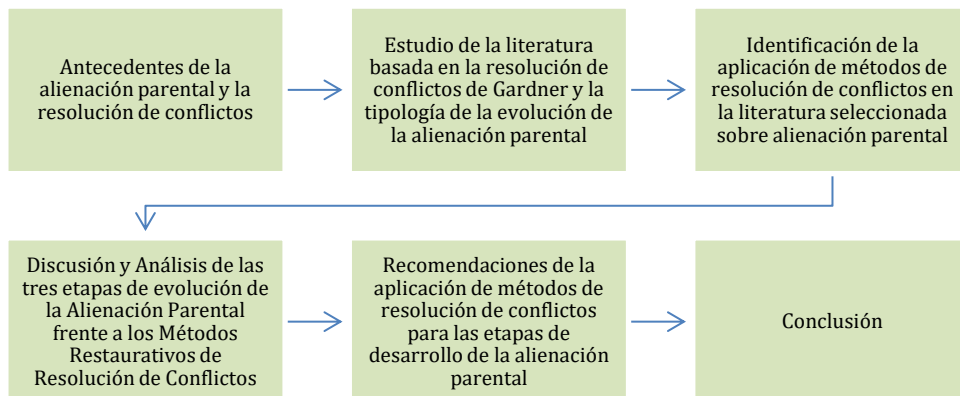 Antecedentes de la
alienación parental y la
resolución de conflictos
Estudio de la literatura
basada en la resolución de
conflictos de Gardner y la
tipología de la evolución de
la alienación parental
Identificación de la
aplicación de métodos de
resolución de conflictos en
la literatura seleccionada
sobre alienación parental
Discusión y Análisis de las
tres etapas de evolución de
la Alienación Parental
frente a los Métodos
Restaurativos de
Resolución de Conflictos
Recomendaciones de la
aplicación de métodos de
resolución de conflictos
para las etapas de
desarrollo de la alienación
parental
Conclusión